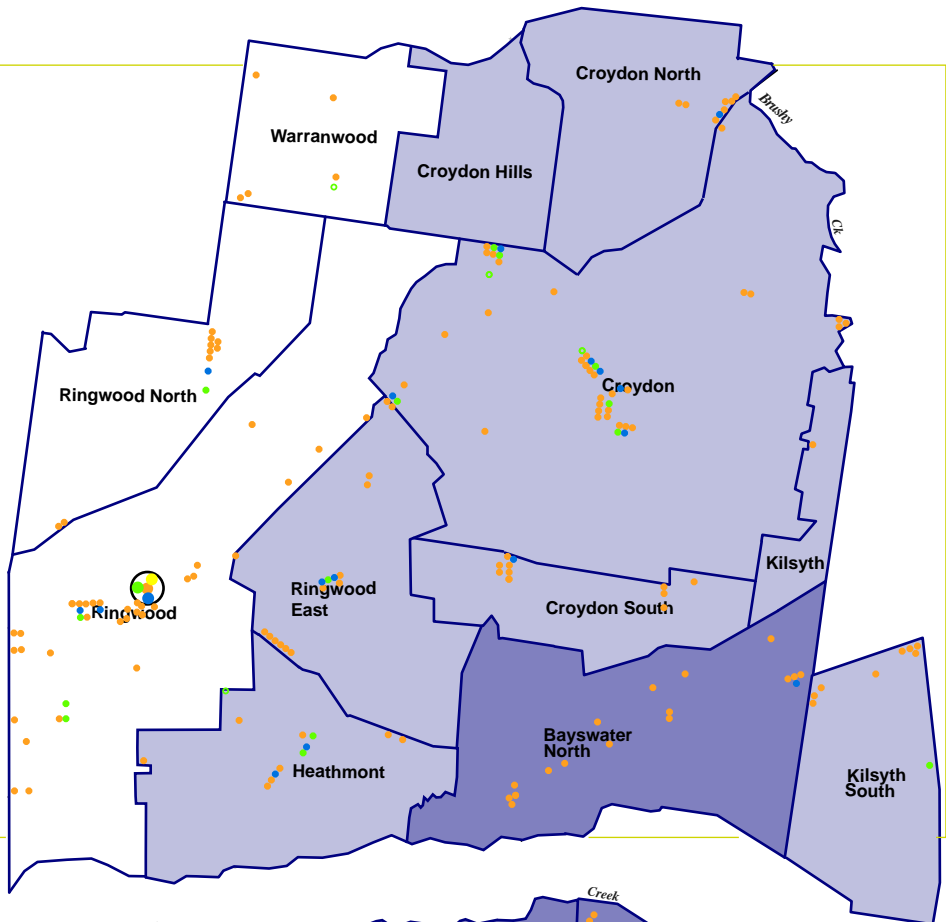 Croydon North
Brushy
Warranwood
Croydon Hills
Ck
Ringwood North
Croydon
Kilsyth
Ringwood
East
Ringwood
Croydon South
Bayswater
North
Heathmont
Kilsyth
South
Creek